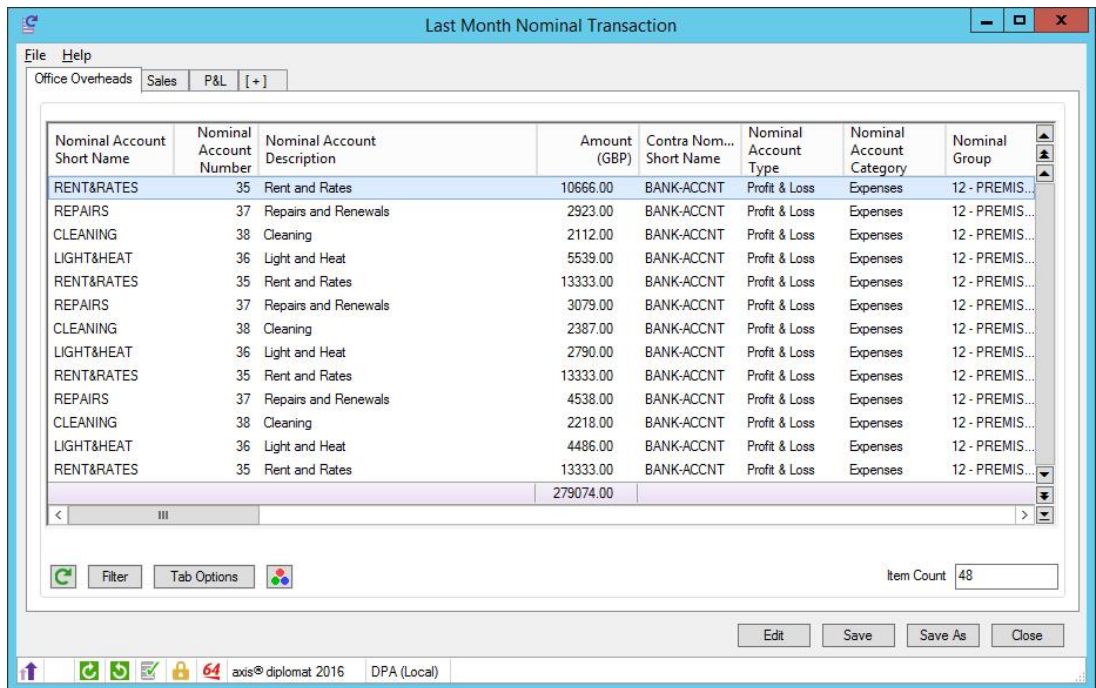 Last Month Nominal Transaction
File Help
Office Overheads Sales P&L [+]
Nominal Account Short Name Nominal Account Number Nominal Account Description Amount (GBP) Contra Nom... Short Name Nominal Account Type Nominal Account Category Nominal Group
RENT&RATES 35 Rent and Rates 10666.00 BANK-ACCNT Profit & Loss Expenses 12 - PREMIS...
REPAIRS 37 Repairs and Renewals 2923.00 BANK-ACCNT Profit & Loss Expenses 12 - PREMIS...
CLEANING 38 Cleaning 2112.00 BANK-ACCNT Profit & Loss Expenses 12 - PREMIS...
LIGHT&HEAT 36 Light and Heat 5539.00 BANK-ACCNT Profit & Loss Expenses 12 - PREMIS...
RENT&RATES 35 Rent and Rates 13333.00 BANK-ACCNT Profit & Loss Expenses 12 - PREMIS...
REPAIRS 37 Repairs and Renewals 3079.00 BANK-ACCNT Profit & Loss Expenses 12 - PREMIS...
CLEANING 38 Cleaning 2387.00 BANK-ACCNT Profit & Loss Expenses 12 - PREMIS...
LIGHT&HEAT 36 Light and Heat 2790.00 BANK-ACCNT Profit & Loss Expenses 12 - PREMIS...
RENT&RATES 35 Rent and Rates 13333.00 BANK-ACCNT Profit & Loss Expenses 12 - PREMIS...
REPAIRS 37 Repairs and Renewals 4538.00 BANK-ACCNT Profit & Loss Expenses 12 - PREMIS...
CLEANING 38 Cleaning 2218.00 BANK-ACCNT Profit & Loss Expenses 12 - PREMIS...
LIGHT&HEAT 36 Light and Heat 4486.00 BANK-ACCNT Profit & Loss Expenses 12 - PREMIS...
RENT&RATES 35 Rent and Rates 13333.00 BANK-ACCNT Profit & Loss Expenses 12 - PREMIS...
279074.00
Filter Tab Options Item Count 48
Edit Save Save As Close
64 axis® diplomat 2016 DPA (Local)